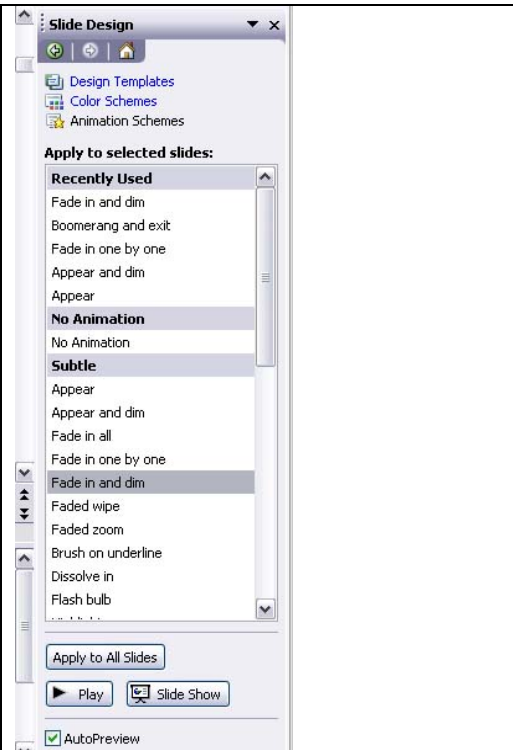 Slide Design
Design Templates
Color Schemes
Animation Schemes
Apply to selected slides:
Recently Used
Fade in and dim
Boomerang and exit
Fade in one by one
Appear and dim
Appear
No Animation
No Animation
Subtle
Appear
Appear and dim
Fade in all
Fade in one by one
Fade in and dim
Faded wipe
Faded zoom
Brush on underline
Dissolve in
Flash bulb
Apply to All Slides
Play Slide Show
AutoPreview